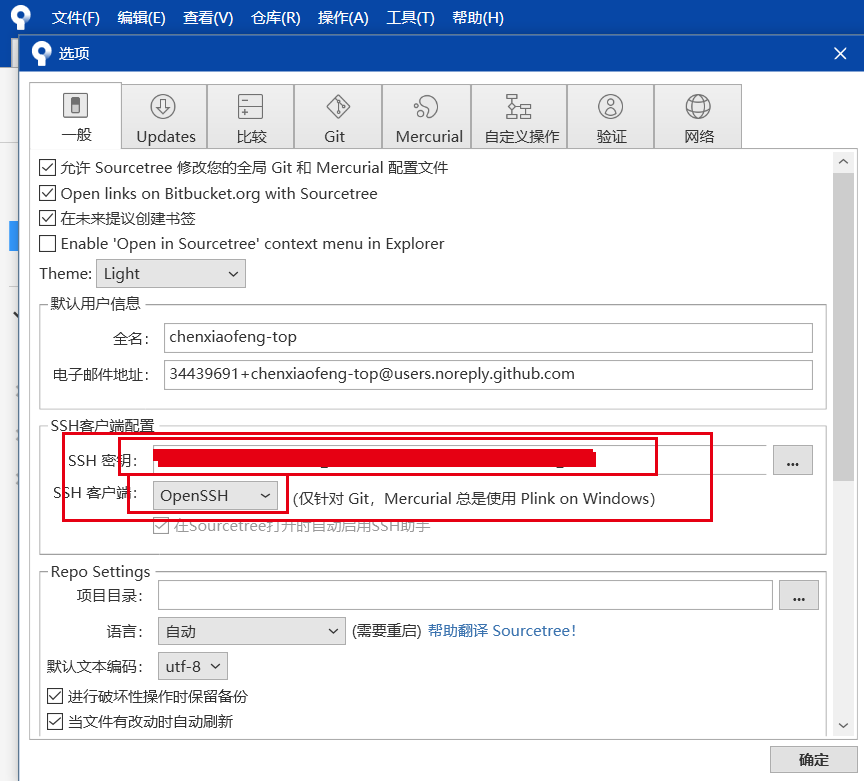 文件(F) 编辑(E) 查看(V) 仓库(R) 操作(A) 工具(T) 帮助(H)
选项
一般 Updates 比较 Git Mercurial 自定义操作 验证 网络
允许 Sourcetree 修改您的全局 Git 和 Mercurial 配置文件
Open links on Bitbucket.org with Sourcetree
在未来提议创建书签
Enable 'Open in Sourcetree' context menu in Explorer
Theme: Light
默认用户信息
全名: chenxiaofeng-top
电子邮件地址: 34439691+chenxiaofeng-top@users.noreply.github.com
SSH客户端配置
SSH 密钥: ...
SSH 客户端: OpenSSH (仅针对 Git，Mercurial 总是使用 Plink on Windows)
在Sourcetree打开时自动启用SSH助手
Repo Settings
项目目录: ...
语言: 自动 (需要重启) 帮助翻译 Sourcetree!
默认文本编码: utf-8
进行破坏性操作时保留备份
当文件有改动时自动刷新
确定